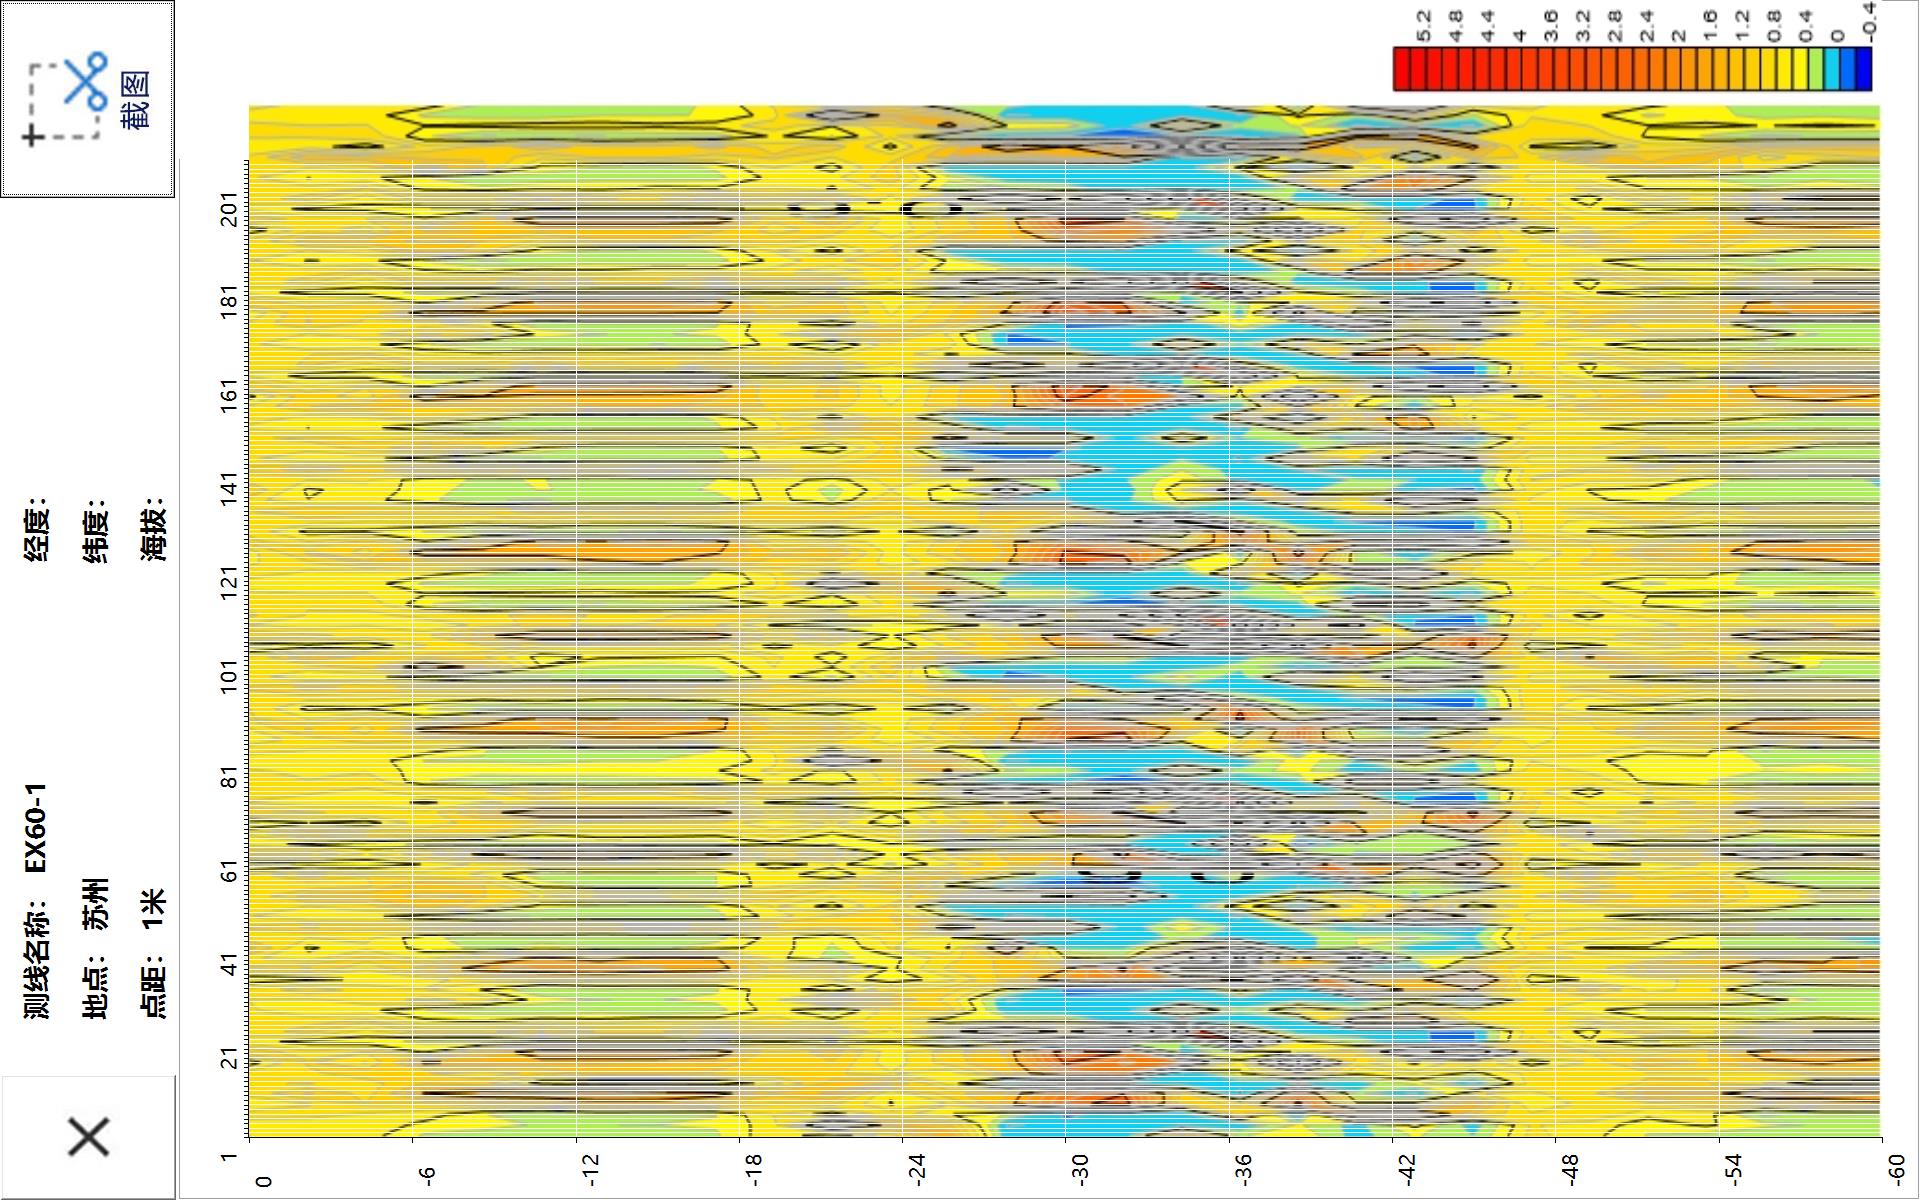 截图
测线名称： EX60-1
地点： 苏州
点距： 1米
经度：
纬度：
海拔：
5.2 4.8 4.4 4 3.6 3.2 2.8 2.4 2 1.6 1.2 0.8 0.4 0 -0.4
1 21 41 61 81 101 121 141 161 181 201
0 -6 -12 -18 -24 -30 -36 -42 -48 -54 -60